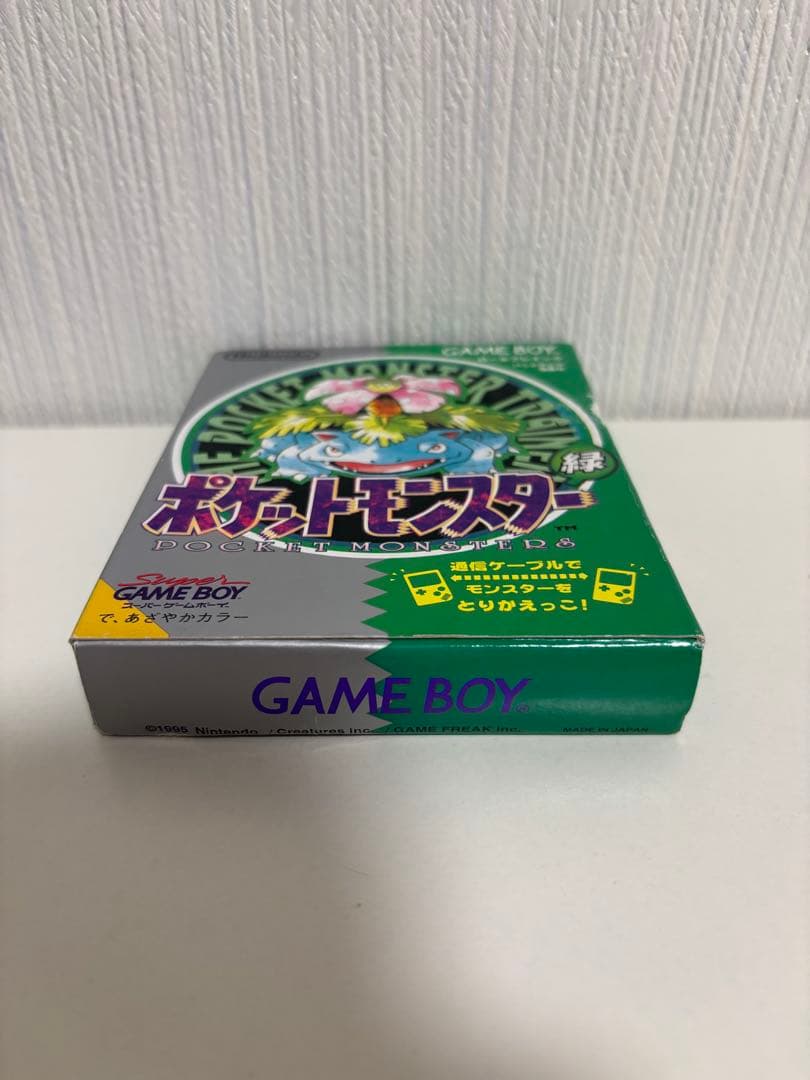 GAME BOY
POCKET MONSTER
緑
ポケットモンスター
TM
POCKET MONSTERS
通信ケーブルで
モンスターを
とりかえっこ!
Super
GAME BOY
スーパーゲームボーイ
で、あざやかカラー
GAME BOY®
©1995 Nintendo / Creatures inc. / GAME FREAK inc.
MADE IN JAPAN